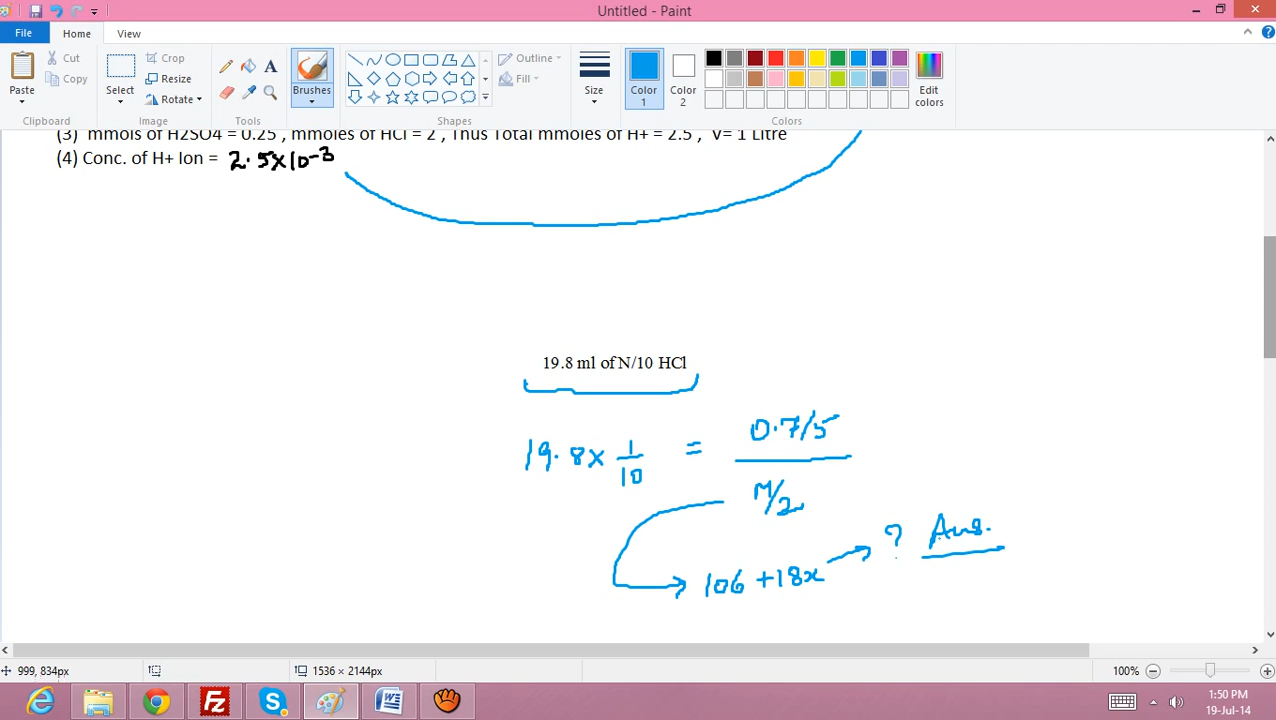 Untitled - Paint
File Home View
Paste
Cut
Copy
Clipboard
Select
Crop
Resize
Rotate
Image
A
Tools
Brushes
Shapes
Outline
Fill
Size
Color 1
Color 2
Edit colors
Colors
(3) mmols of H2SO4 = 0.25 , mmoles of HCl = 2 , Thus Total mmoles of H+ = 2.5 , V= 1 Litre
(4) Conc. of H+ Ion = 2.5x10-3
19.8 ml of N/10 HCl
19.8 x 1/10 = 0.7/5 / M/2
106 + 18x → ? Ans.
999, 834px
1536 × 2144px
100%
1:50 PM
19-Jul-14